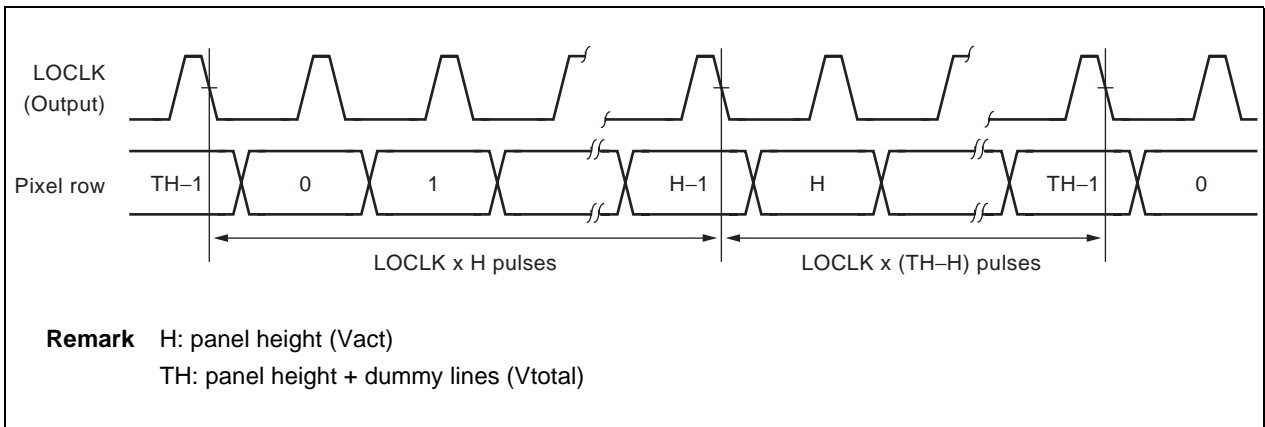 LOCLK
(Output)
Pixel row TH−1 0 1 H-1 H TH−1 0
LOCLK x H pulses LOCLK x (TH−H) pulses
Remark H: panel height (Vact)
TH: panel height + dummy lines (Vtotal)